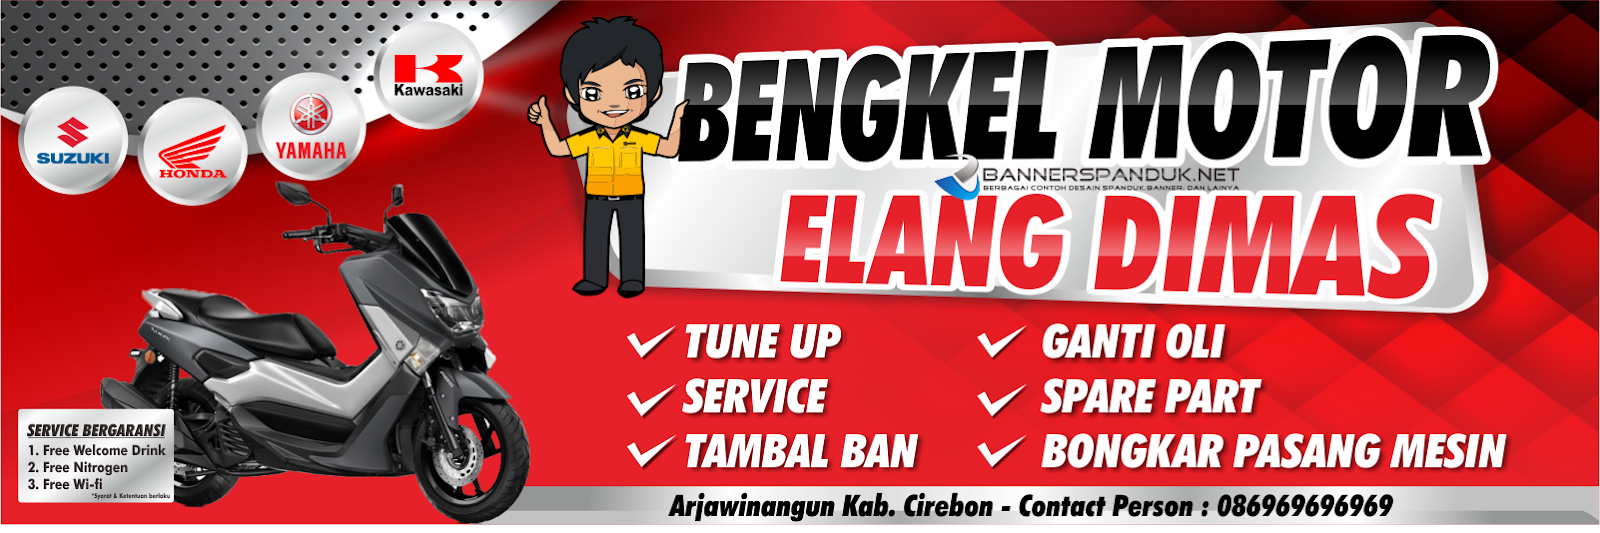 SUZUKI
HONDA
YAMAHA
Kawasaki
BENGKEL MOTOR
BANNERSPANDUK.NET
BERBAGAI CONTOH DESAIN SPANDUK,BANNER, DAN LAINYA
ELANG DIMAS
TUNE UP
SERVICE
TAMBAL BAN
GANTI OLI
SPARE PART
BONGKAR PASANG MESIN
SERVICE BERGARANSI
1. Free Welcome Drink
2. Free Nitrogen
3. Free Wi-fi
*Syarat & Ketentuan berlaku
Arjawinangun Kab. Cirebon - Contact Person : 086969696969